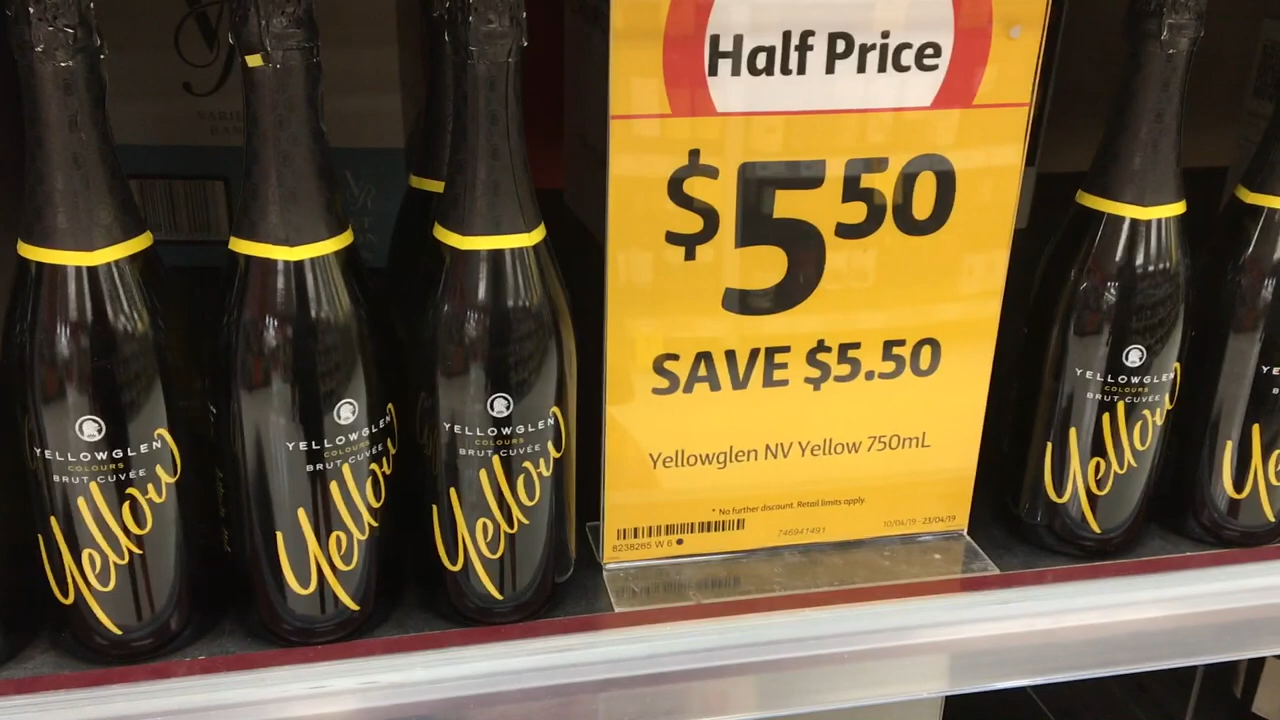 Half Price
$5.50
SAVE $5.50
Yellowglen NV Yellow 750mL
* No further discount. Retail limits apply.
8238265 W 6
746941491
10/04/19 - 23/04/19
YELLOWGLEN
COLOURS
BRUT CUVÉE
Yellow
YELLOWGLEN
COLOURS
BRUT CUVÉE
Yellow
YELLOWGLEN
COLOURS
BRUT CUVÉE
Yellow
YELLOWGLEN
COLOURS
BRUT CUVÉE
Yellow